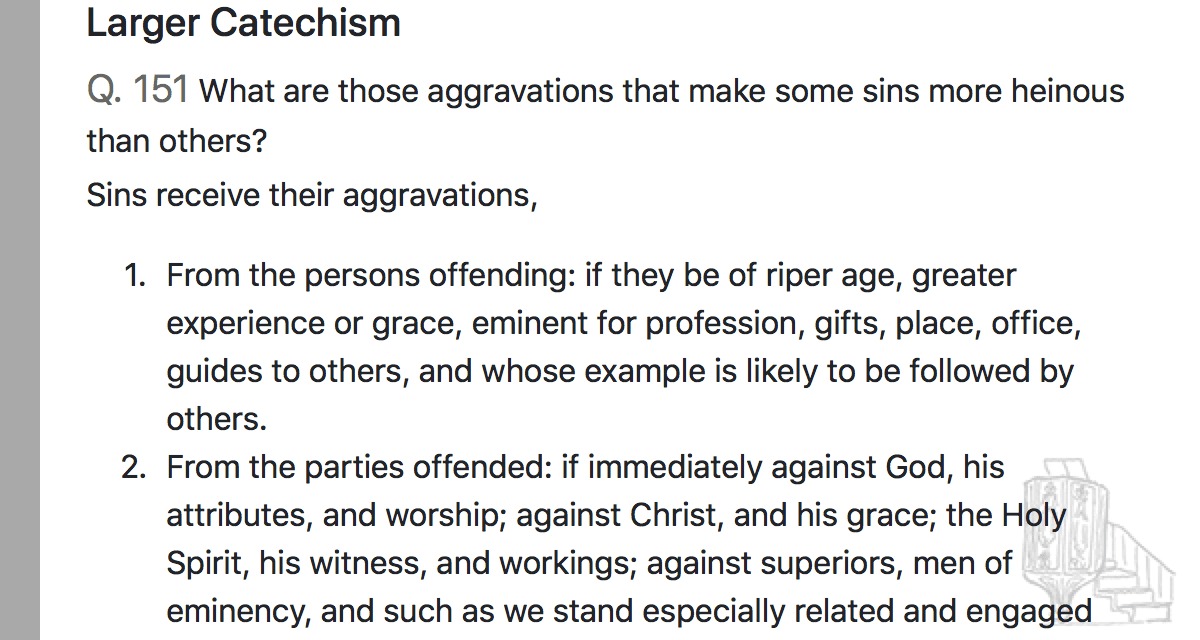 Larger Catechism
Q. 151 What are those aggravations that make some sins more heinous
than others?
Sins receive their aggravations,
1. From the persons offending: if they be of riper age, greater
experience or grace, eminent for profession, gifts, place, office,
guides to others, and whose example is likely to be followed by
others.
2. From the parties offended: if immediately against God, his
attributes, and worship; against Christ, and his grace; the Holy
Spirit, his witness, and workings; against superiors, men of
eminency, and such as we stand especially related and engaged